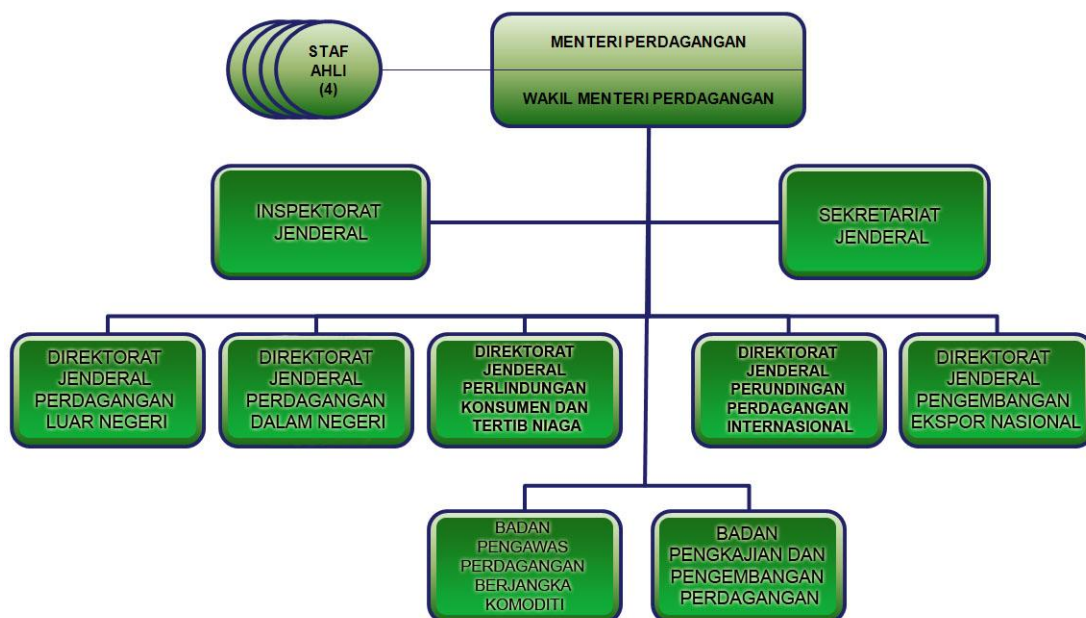 STAF
AHLI
(4)
MENTERI PERDAGANGAN
WAKIL MENTERI PERDAGANGAN
INSPEKTORAT
JENDERAL
SEKRETARIAT
JENDERAL
DIREKTORAT
JENDERAL
PERDAGANGAN
LUAR NEGERI
DIREKTORAT
JENDERAL
PERDAGANGAN
DALAM NEGERI
DIREKTORAT
JENDERAL
PERLINDUNGAN
KONSUMEN DAN
TERTIB NIAGA
DIREKTORAT
JENDERAL
PERUNDINGAN
PERDAGANGAN
INTERNASIONAL
DIREKTORAT
JENDERAL
PENGEMBANGAN
EKSPOR NASIONAL
BADAN
PENGAWAS
PERDAGANGAN
BERJANGKA
KOMODITI
BADAN
PENGKAJIAN DAN
PENGEMBANGAN
PERDAGANGAN